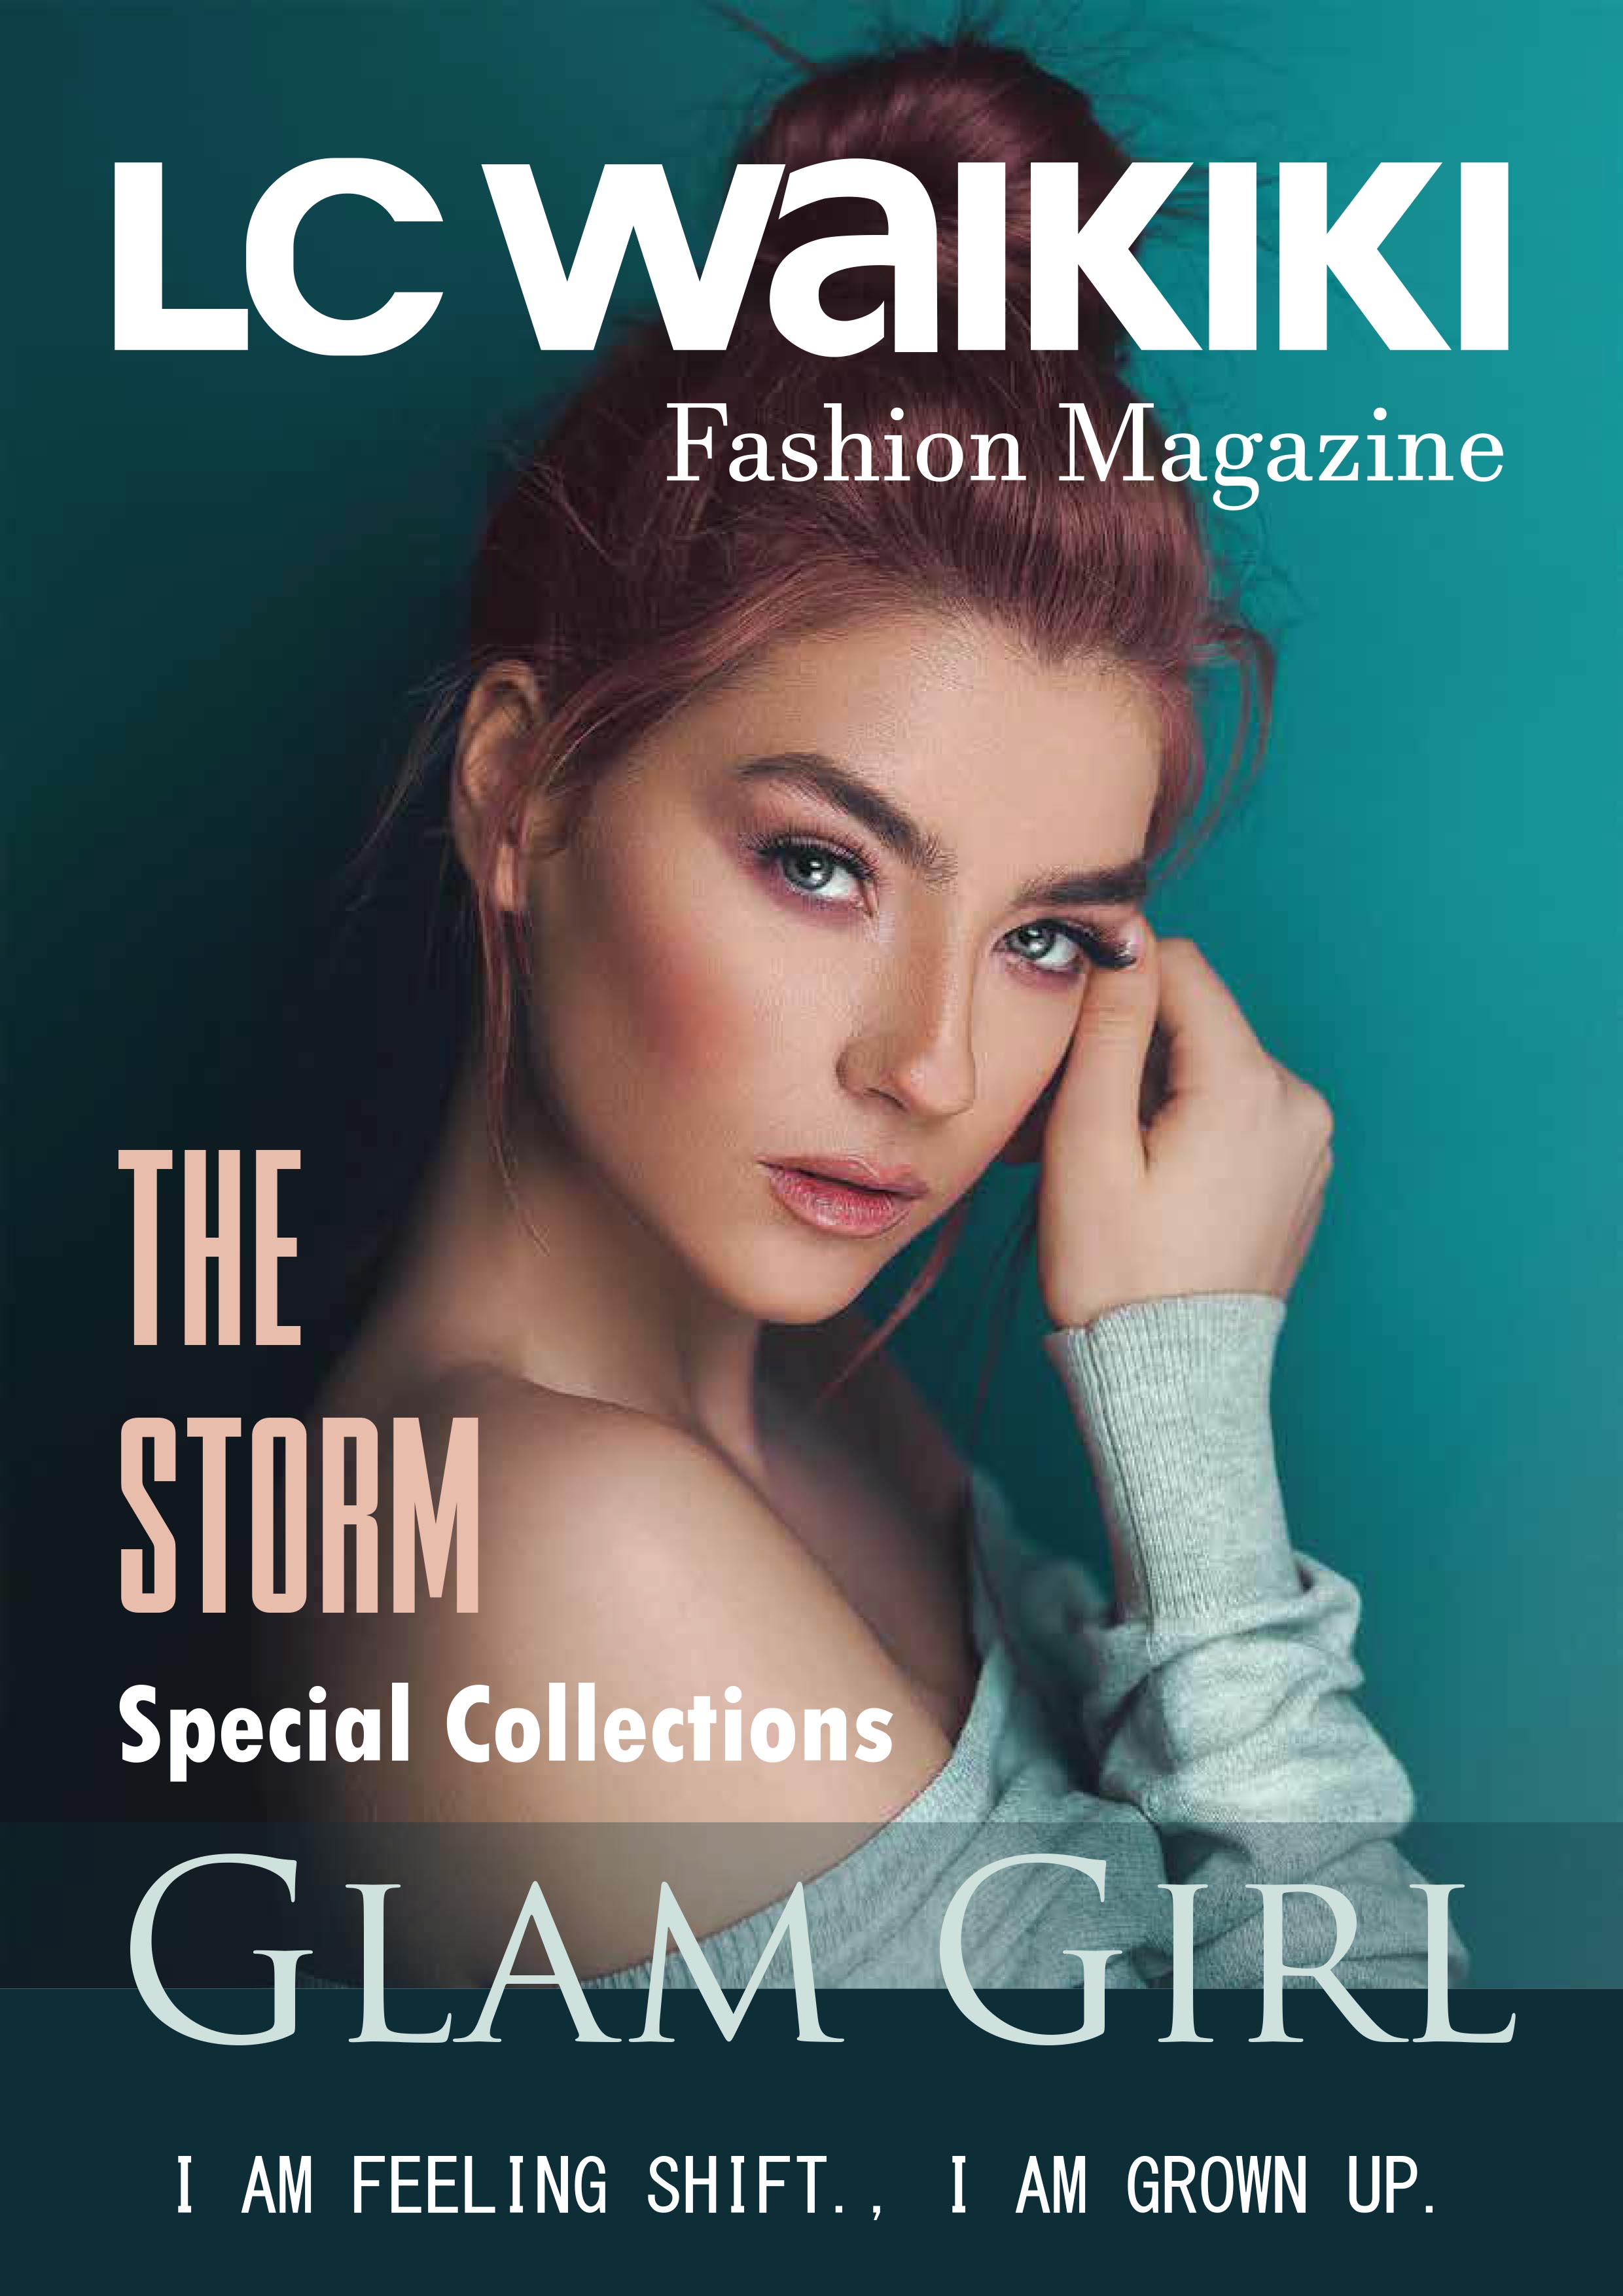 LC WaIKIKI
Fashion Magazine
THE
STORM
Special Collections
GLAM GIRL
I AM FEELING SHIFT., I AM GROWN UP.